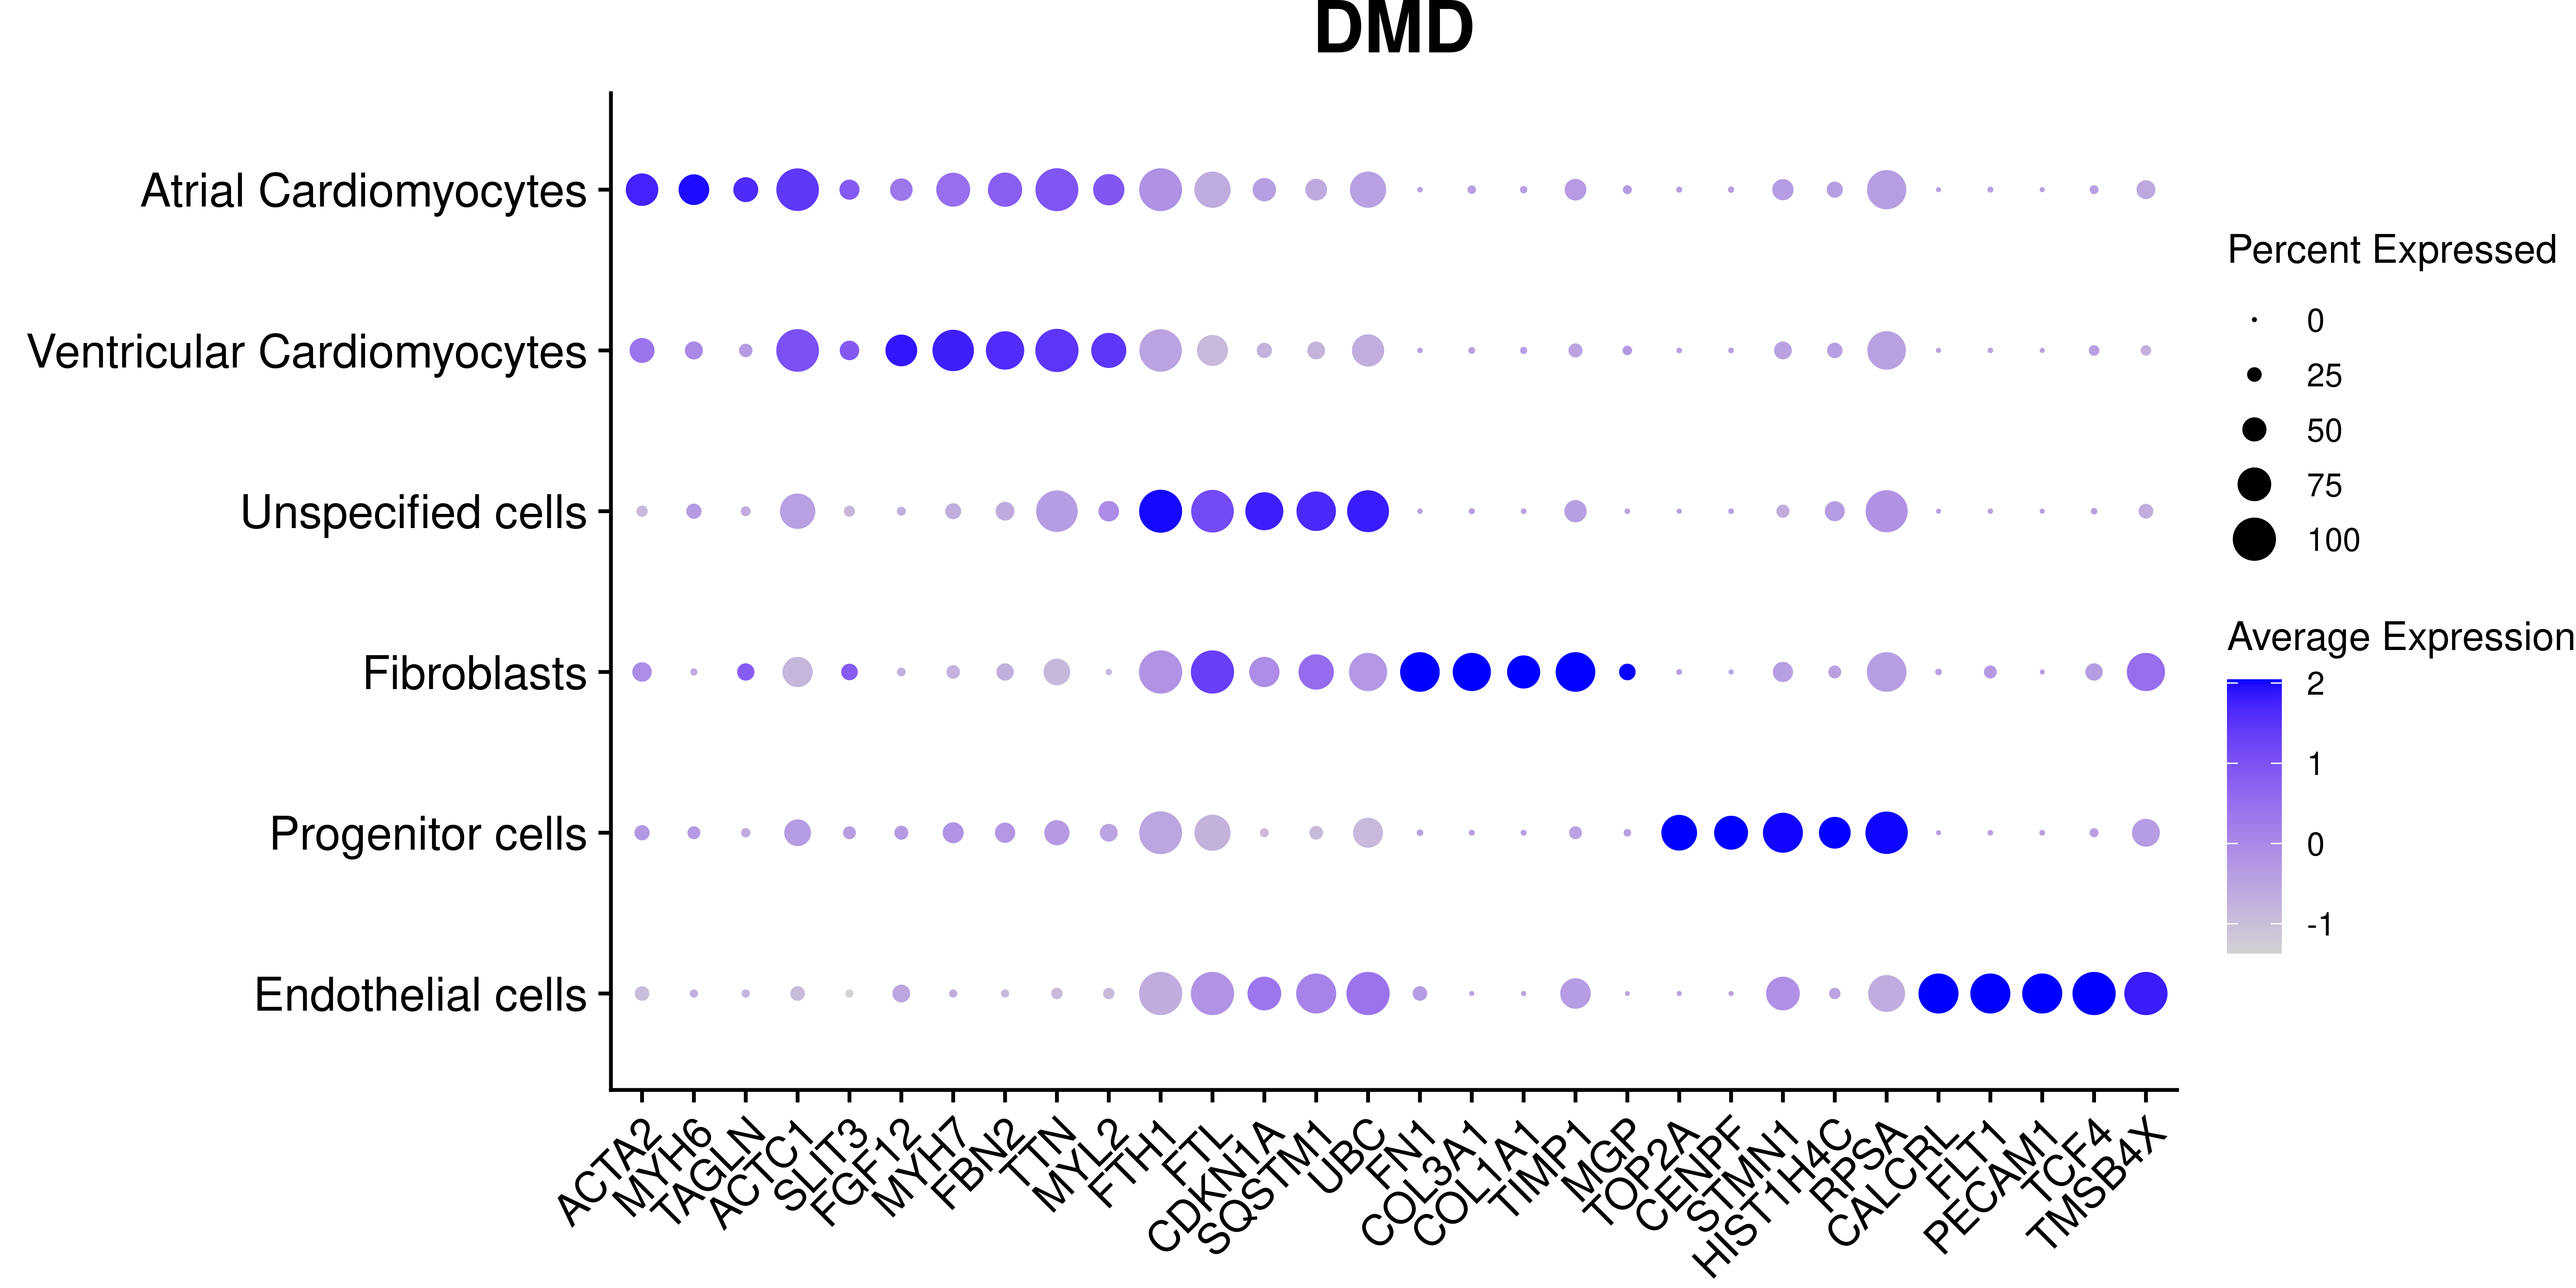 DMD
Atrial Cardiomyocytes
Ventricular Cardiomyocytes
Unspecified cells
Fibroblasts
Progenitor cells
Endothelial cells
ACTA2
MYH6
TAGLN
ACTC1
SLIT3
FGF12
MYH7
FBN2
TTN
MYL2
FTH1
FTL
CDKN1A
SQSTM1
UBC
FN1
COL3A1
COL1A1
TIMP1
MGP
TOP2A
CENPF
STMN1
HIST1H4C
RPSA
CALCRL
FLT1
PECAM1
TCF4
TMSB4X
Percent Expressed
0
25
50
75
100
Average Expression
2
1
0
-1